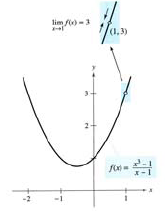 lim f(x) = 3
x→1
(1, 3)
y
3
2
f(x) = x³ − 1 / x − 1
x
−2 −1 1